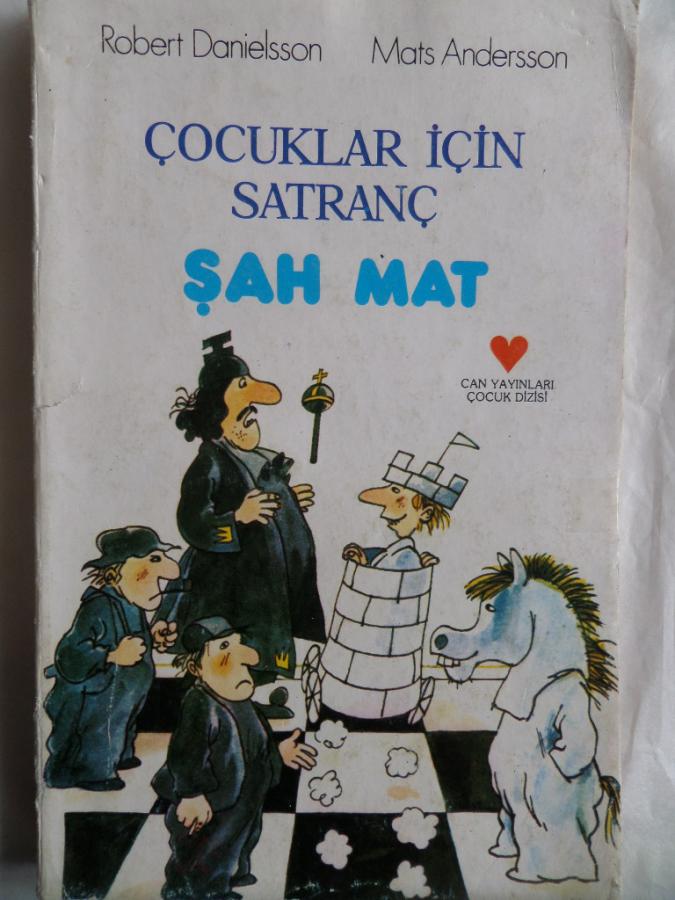 Robert Danielsson Mats Andersson
ÇOCUKLAR İÇİN
SATRANÇ
ŞAH MAT
CAN YAYINLARI
ÇOCUK DİZİSİ